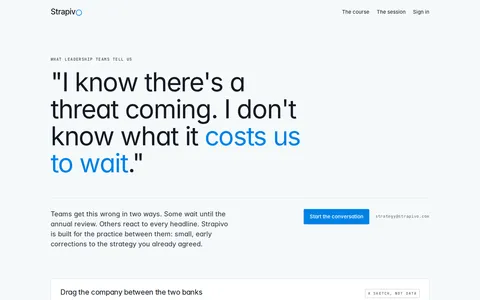 Strapivo
The course The session Sign in
WHAT LEADERSHIP TEAMS TELL US
"I know there's a
threat coming. I don't
know what it costs us
to wait."
Teams get this wrong in two ways. Some wait until the
annual review. Others react to every headline. Strapivo
is built for the practice between them: small, early
corrections to the strategy you already agreed.
Start the conversation
strategy@strapivo.com
Drag the company between the two banks
A SKETCH, NOT DATA